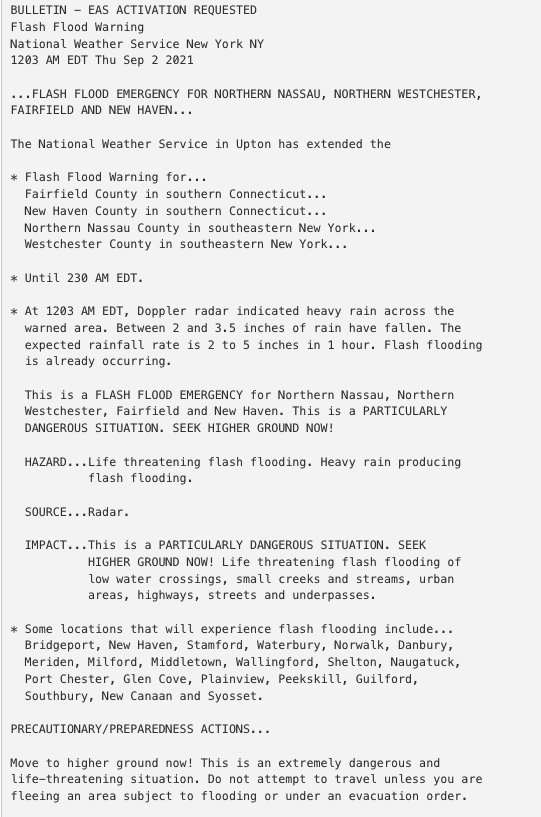 BULLETIN - EAS ACTIVATION REQUESTED
Flash Flood Warning
National Weather Service New York NY
1203 AM EDT Thu Sep 2 2021
...FLASH FLOOD EMERGENCY FOR NORTHERN NASSAU, NORTHERN WESTCHESTER,
FAIRFIELD AND NEW HAVEN...
The National Weather Service in Upton has extended the
* Flash Flood Warning for...
Fairfield County in southern Connecticut...
New Haven County in southern Connecticut...
Northern Nassau County in southeastern New York...
Westchester County in southeastern New York...
* Until 230 AM EDT.
* At 1203 AM EDT, Doppler radar indicated heavy rain across the
warned area. Between 2 and 3.5 inches of rain have fallen. The
expected rainfall rate is 2 to 5 inches in 1 hour. Flash flooding
is already occurring.
This is a FLASH FLOOD EMERGENCY for Northern Nassau, Northern
Westchester, Fairfield and New Haven. This is a PARTICULARLY
DANGEROUS SITUATION. SEEK HIGHER GROUND NOW!
HAZARD...Life threatening flash flooding. Heavy rain producing
flash flooding.
SOURCE...Radar.
IMPACT...This is a PARTICULARLY DANGEROUS SITUATION. SEEK
HIGHER GROUND NOW! Life threatening flash flooding of
low water crossings, small creeks and streams, urban
areas, highways, streets and underpasses.
* Some locations that will experience flash flooding include...
Bridgeport, New Haven, Stamford, Waterbury, Norwalk, Danbury,
Meriden, Milford, Middletown, Wallingford, Shelton, Naugatuck,
Port Chester, Glen Cove, Plainview, Peekskill, Guilford,
Southbury, New Canaan and Syosset.
PRECAUTIONARY/PREPAREDNESS ACTIONS...
Move to higher ground now! This is an extremely dangerous and
life-threatening situation. Do not attempt to travel unless you are
fleeing an area subject to flooding or under an evacuation order.